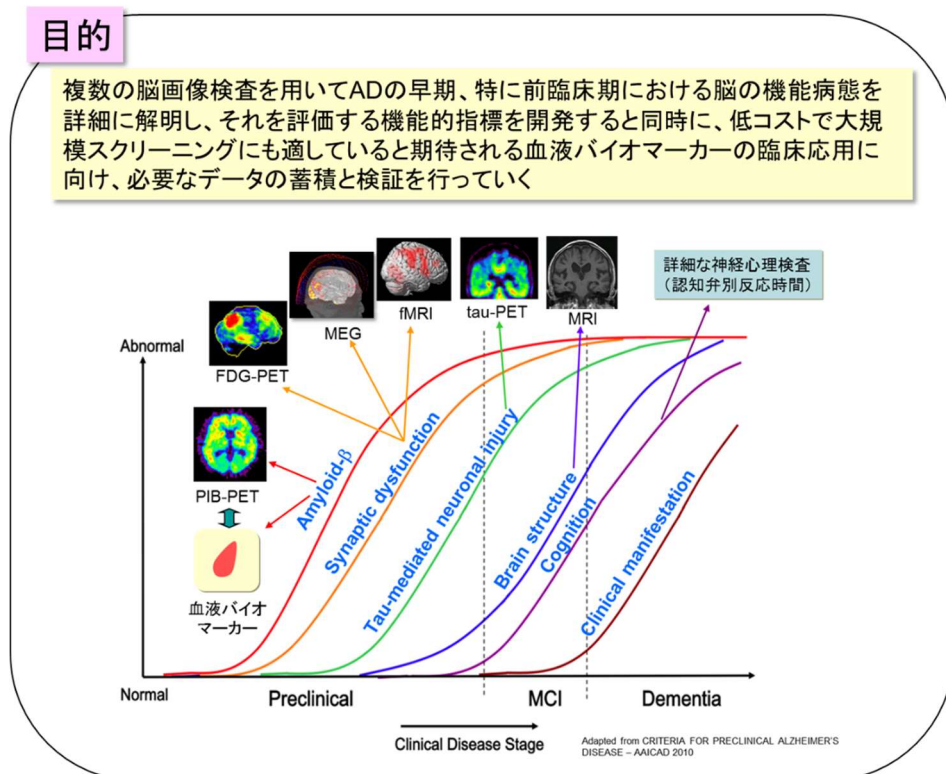 目的
複数の脳画像検査を用いてADの早期、特に前臨床期における脳の機能病態を
詳細に解明し、それを評価する機能的指標を開発すると同時に、低コストで大規
模スクリーニングにも適していると期待される血液バイオマーカーの臨床応用に
向け、必要なデータの蓄積と検証を行っていく
詳細な神経心理検査
(認知弁別反応時間)
MEG
fMRI
tau-PET
MRI
Abnormal
FDG-PET
PIB-PET
血液バイオ
マーカー
Amyloid-β
Synaptic dysfunction
Tau-mediated neuronal injury
Brain structure
Cognition
Clinical manifestation
Normal
Preclinical
MCI
Dementia
Clinical Disease Stage
Adapted from CRITERIA FOR PRECLINICAL ALZHEIMER'S
DISEASE – AAICAD 2010